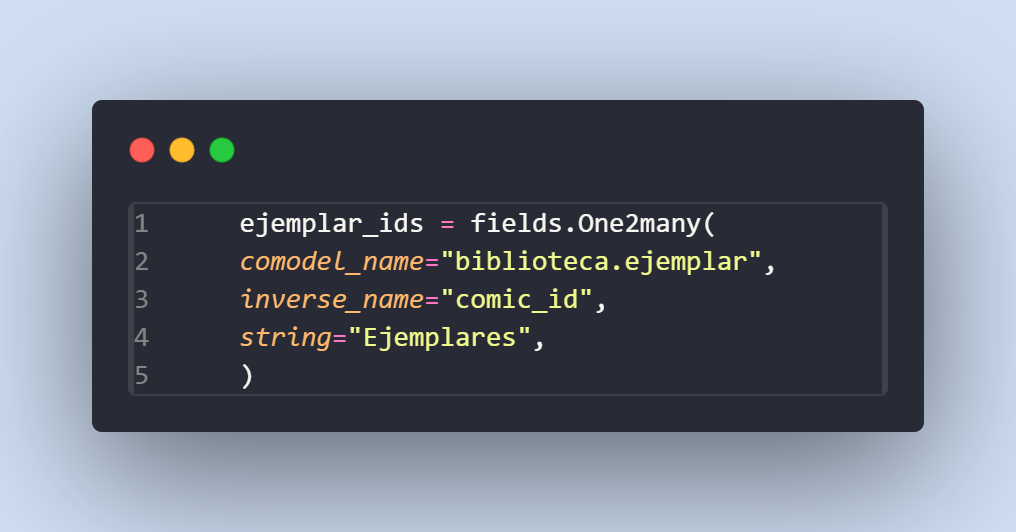 1 ejemplar_ids = fields.One2many(
2 comodel_name="biblioteca.ejemplar",
3 inverse_name="comic_id",
4 string="Ejemplares",
5 )